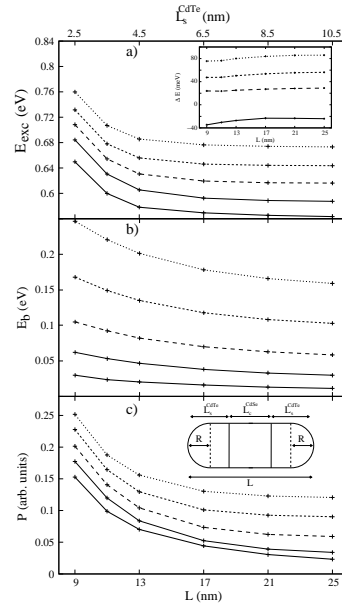 L_s^CdTe (nm)
2.5 4.5 6.5 8.5 10.5
a)
E_exc (eV)
0.84
0.8
0.76
0.72
0.68
0.64
0.6
ΔE (meV)
80
40
0
-40
9 13 17 21 25
L (nm)
b)
E_b (eV)
0.2
0.15
0.1
0.05
c)
L_s^CdTe L_s^CdSe L_s^CdTe
R R
L
P (arb. units)
0.25
0.2
0.15
0.1
0.05
0
9 13 17 21 25
L (nm)